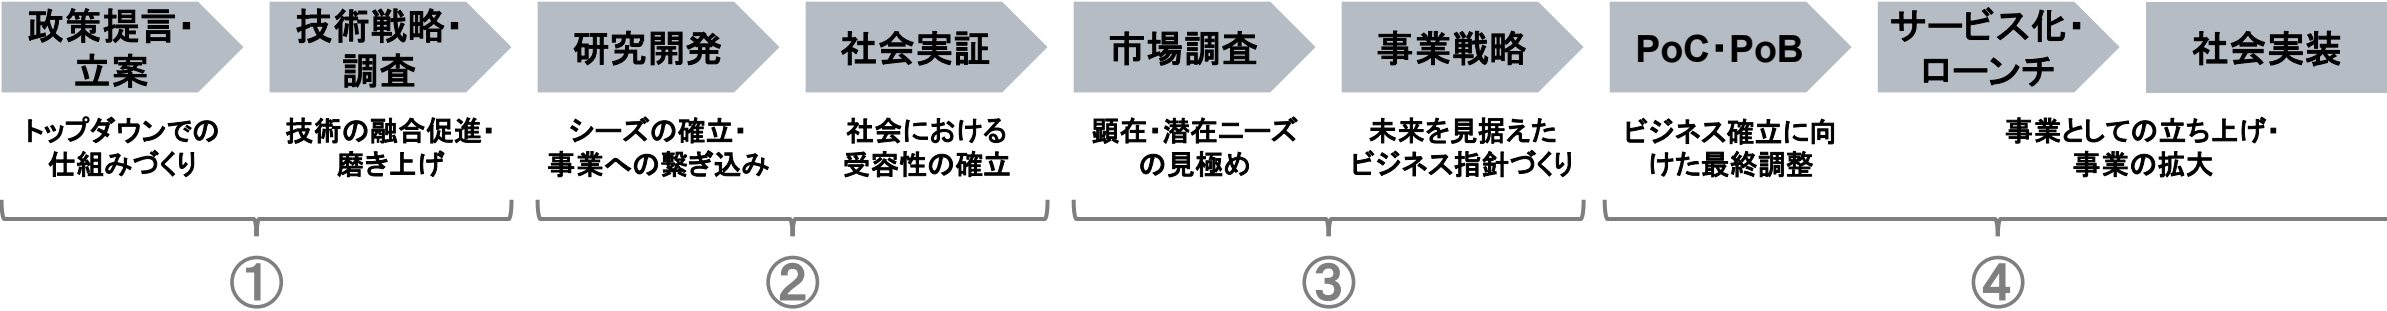 政策提言・
立案
技術戦略・
調査
研究開発
社会実証
市場調査
事業戦略
PoC・PoB
サービス化・
ローンチ
社会実装
トップダウンでの
仕組みづくり
技術の融合促進・
磨き上げ
シーズの確立・
事業への繋ぎ込み
社会における
受容性の確立
顕在・潜在ニーズ
の見極め
未来を見据えた
ビジネス指針づくり
ビジネス確立に向
けた最終調整
事業としての立ち上げ・
事業の拡大
①
②
③
④